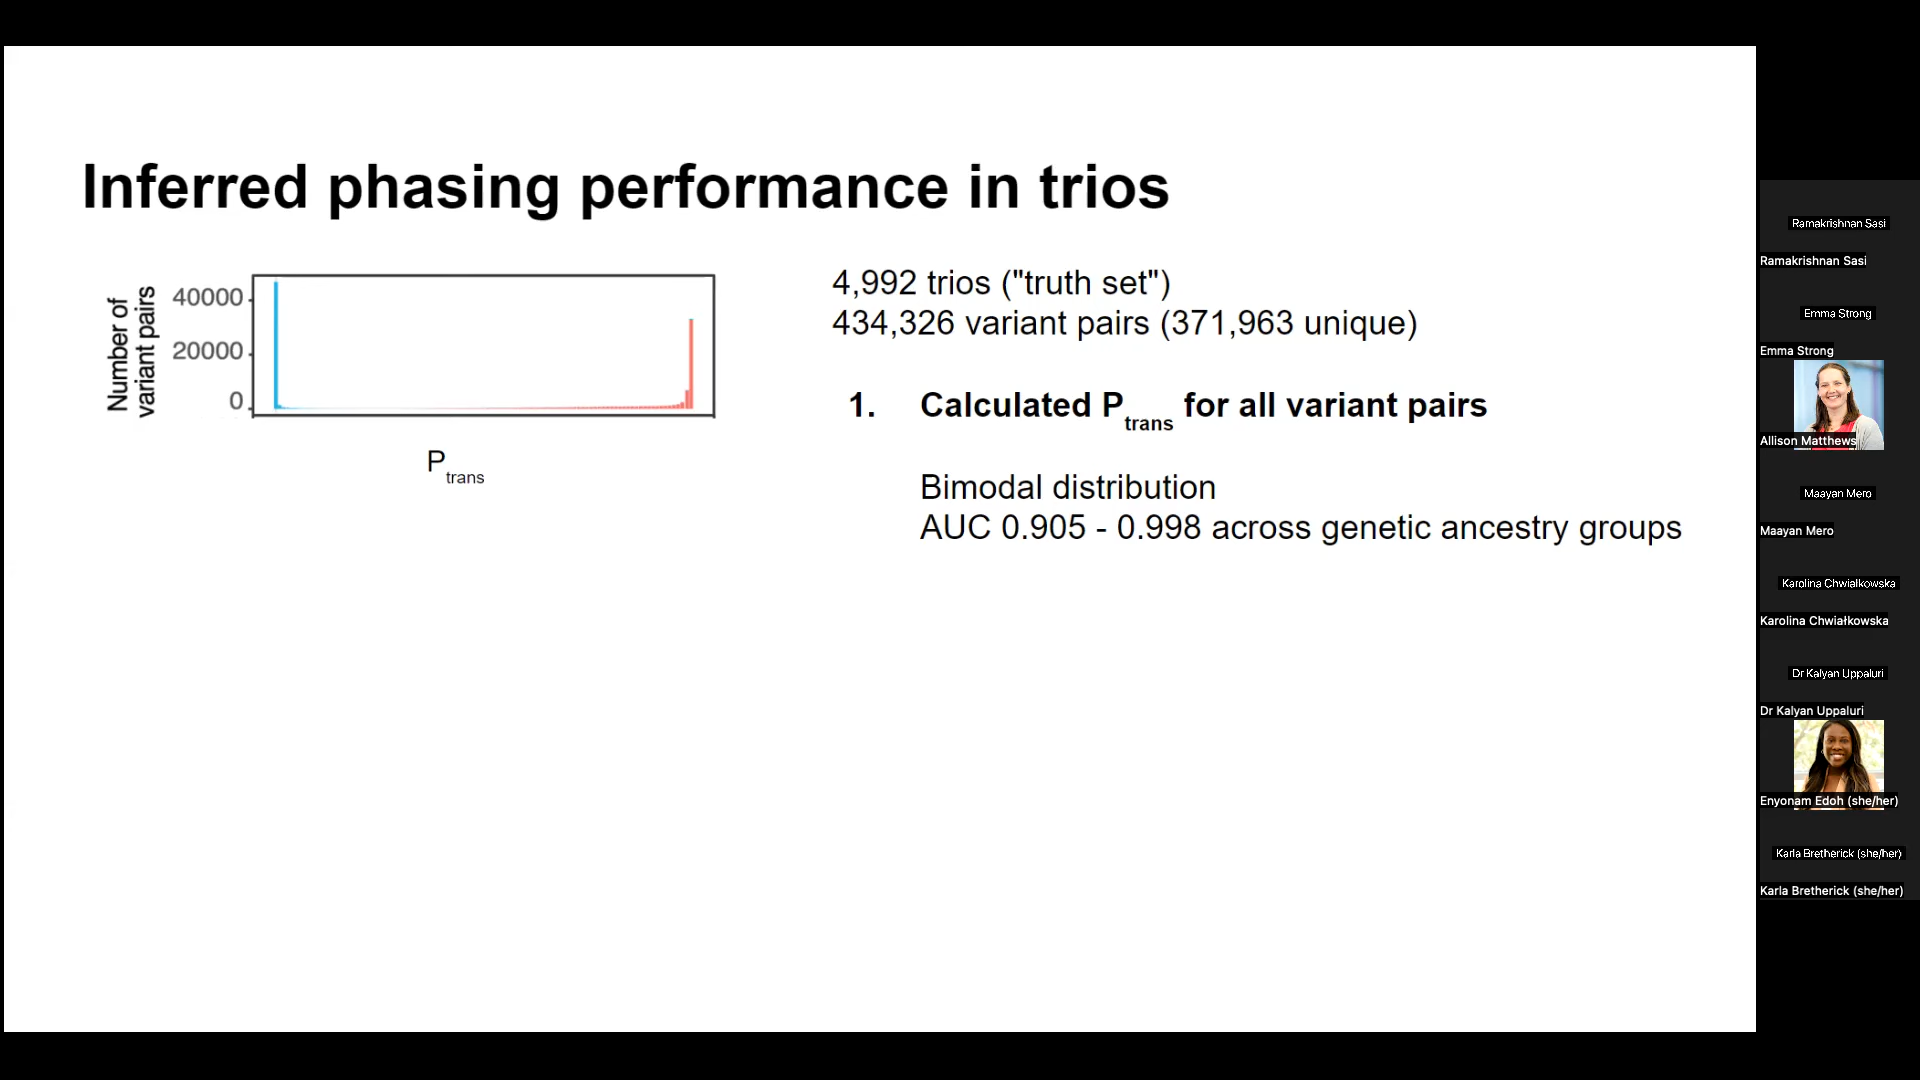 Inferred phasing performance in trios
Number of
variant pairs
40000
20000
0
P trans
4,992 trios ("truth set")
434,326 variant pairs (371,963 unique)
1. Calculated P trans for all variant pairs
Bimodal distribution
AUC 0.905 - 0.998 across genetic ancestry groups
Ramakrishnan Sasi
Ramakrishnan Sasi
Emma Strong
Emma Strong
Allison Matthews
Maayan Mero
Maayan Mero
Karolina Chwiałkowska
Karolina Chwiałkowska
Dr Kalyan Uppaluri
Dr Kalyan Uppaluri
Enyonam Edoh (she/her)
Karla Bretherick (she/her)
Karla Bretherick (she/her)